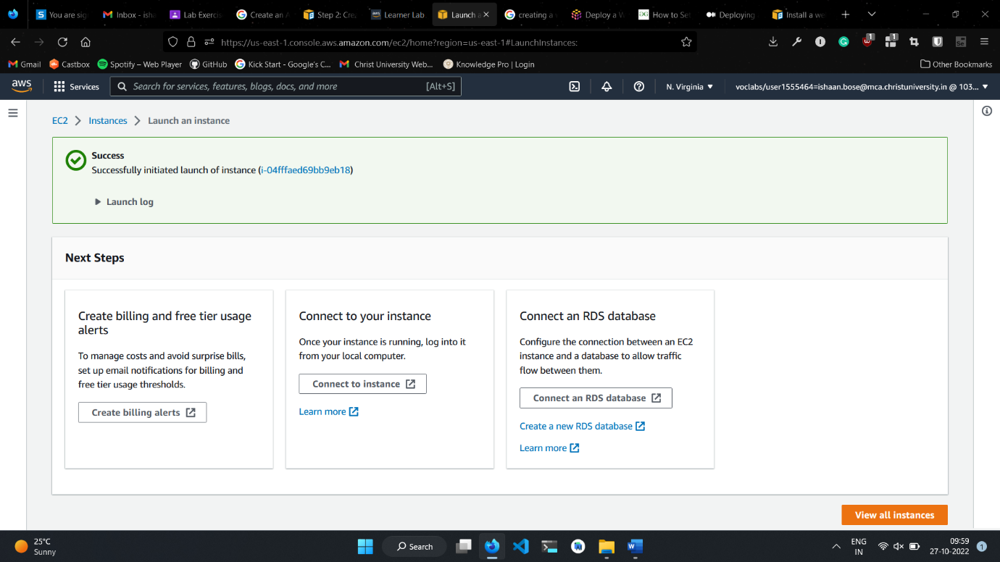 You are sig
Inbox - isha
Lab Exercis
Create an A
Step 2: Crea
Learner Lab
Launch a
creating a v
Deploy a W
How to Set
Deploying
Install a we
https://us-east-1.console.aws.amazon.com/ec2/home?region=us-east-1#LaunchInstances:
1
1
Gmail
Castbox
Spotify – Web Player
GitHub
Kick Start - Google's C...
Christ University Web...
Knowledge Pro | Login
Other Bookmarks
aws
Services
Search for services, features, blogs, docs, and more
[Alt+S]
N. Virginia
voclabs/user1555464=ishaan.bose@mca.christuniversity.in @ 103...
EC2
Instances
Launch an instance
Success
Successfully initiated launch of instance (i-04fffaed69bb9eb18)
Launch log
Next Steps
Create billing and free tier usage
alerts
To manage costs and avoid surprise bills,
set up email notifications for billing and
free tier usage thresholds.
Create billing alerts
Connect to your instance
Once your instance is running, log into it
from your local computer.
Connect to instance
Learn more
Connect an RDS database
Configure the connection between an EC2
instance and a database to allow traffic
flow between them.
Connect an RDS database
Create a new RDS database
Learn more
View all instances
25°C
Sunny
Search
ENG
IN
09:59
27-10-2022
1